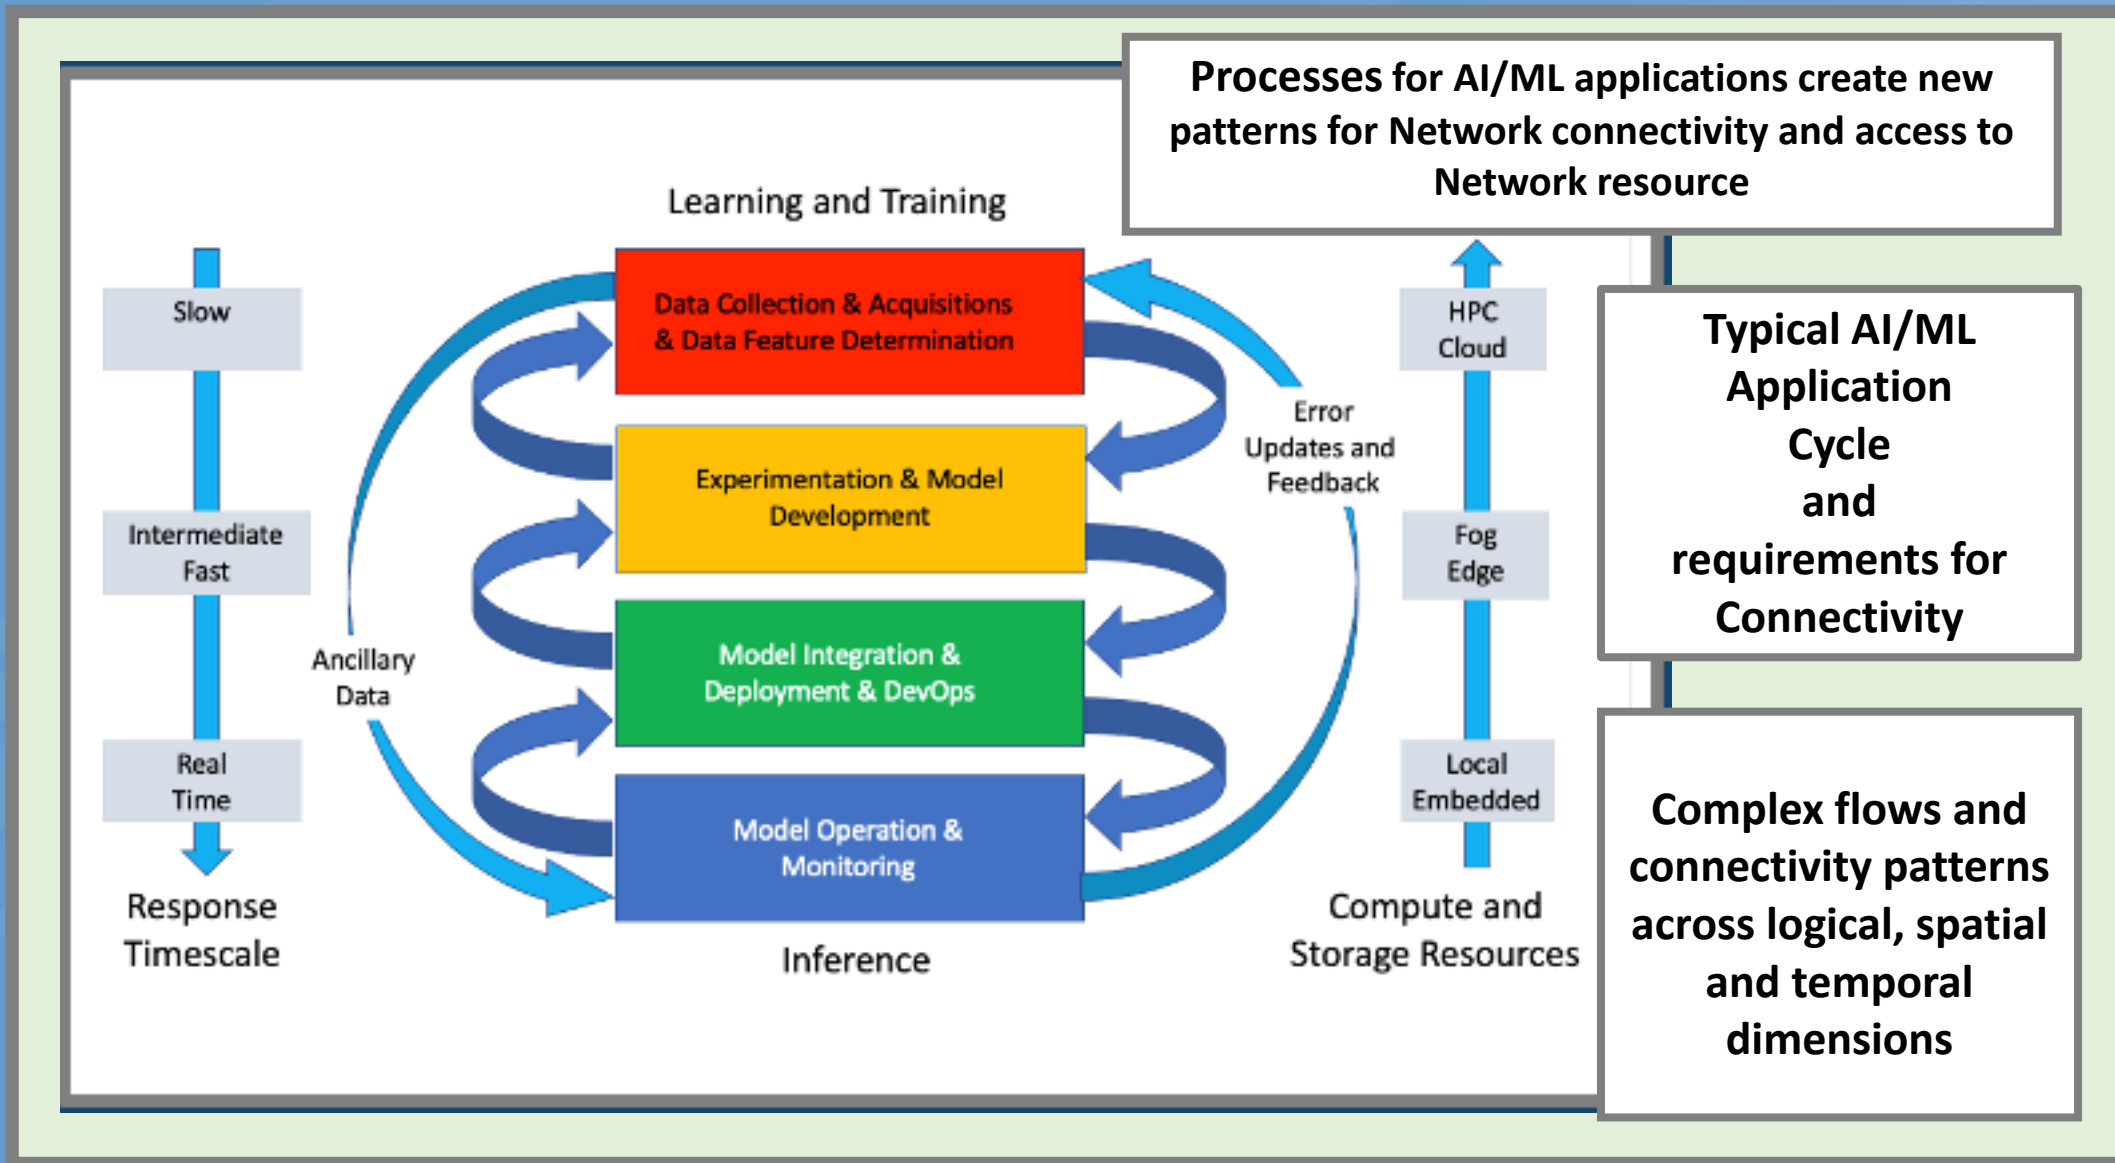 Processes for AI/ML applications create new
patterns for Network connectivity and access to
Network resource
Learning and Training
Slow
Intermediate
Fast
Real
Time
Response
Timescale
Ancillary
Data
Data Collection & Acquisitions
& Data Feature Determination
Experimentation & Model
Development
Model Integration &
Deployment & DevOps
Model Operation &
Monitoring
Inference
Error
Updates and
Feedback
HPC
Cloud
Fog
Edge
Local
Embedded
Compute and
Storage Resources
Typical AI/ML
Application
Cycle
and
requirements for
Connectivity
Complex flows and
connectivity patterns
across logical, spatial
and temporal
dimensions